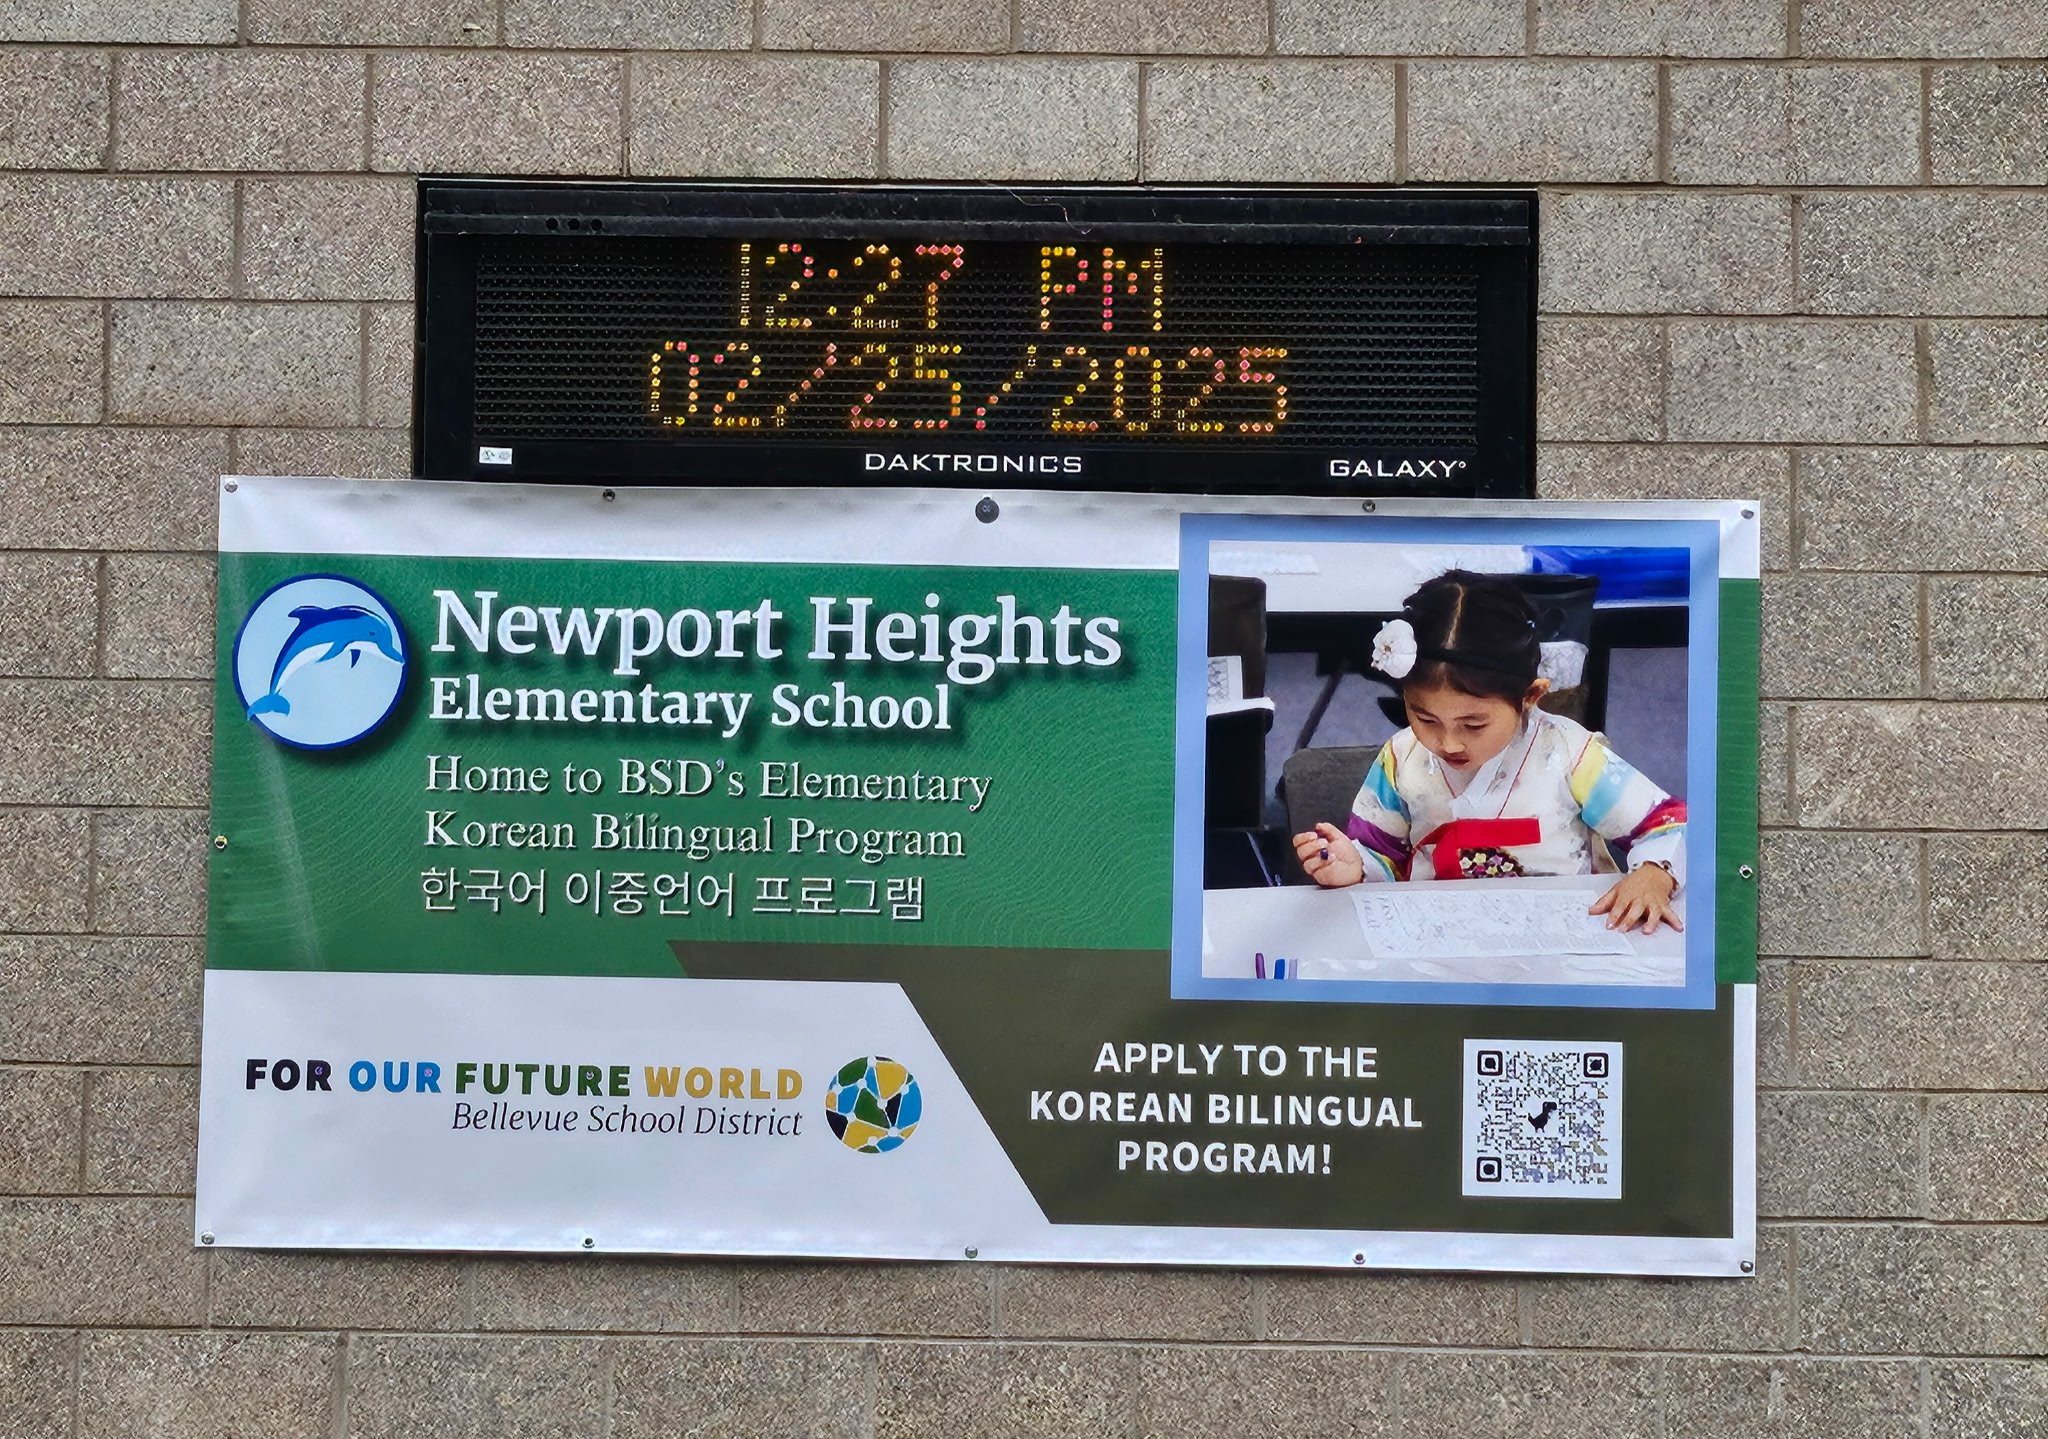 12:27 PM
02/25/2025
DAKTRONICS
GALAXY
Newport Heights
Elementary School
Home to BSD's Elementary
Korean Bilingual Program
한국어 이중언어 프로그램
FOR OUR FUTURE WORLD
Bellevue School District
APPLY TO THE
KOREAN BILINGUAL
PROGRAM!